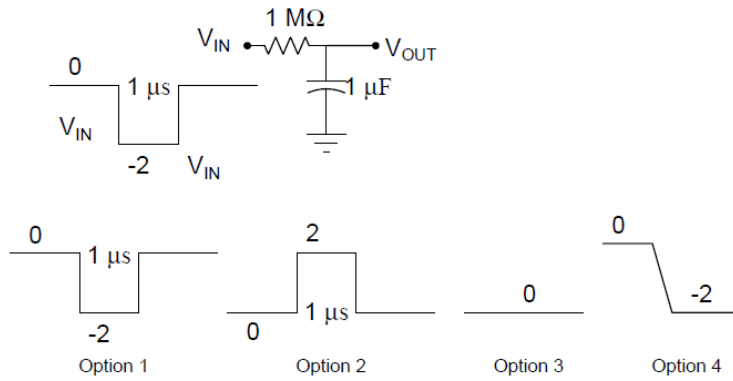 1 MΩ
V_IN
V_OUT
0
1 μs
1 μF
V_IN
-2
V_IN
0
1 μs
-2
2
1 μs
0
0
0
-2
Option 1
Option 2
Option 3
Option 4